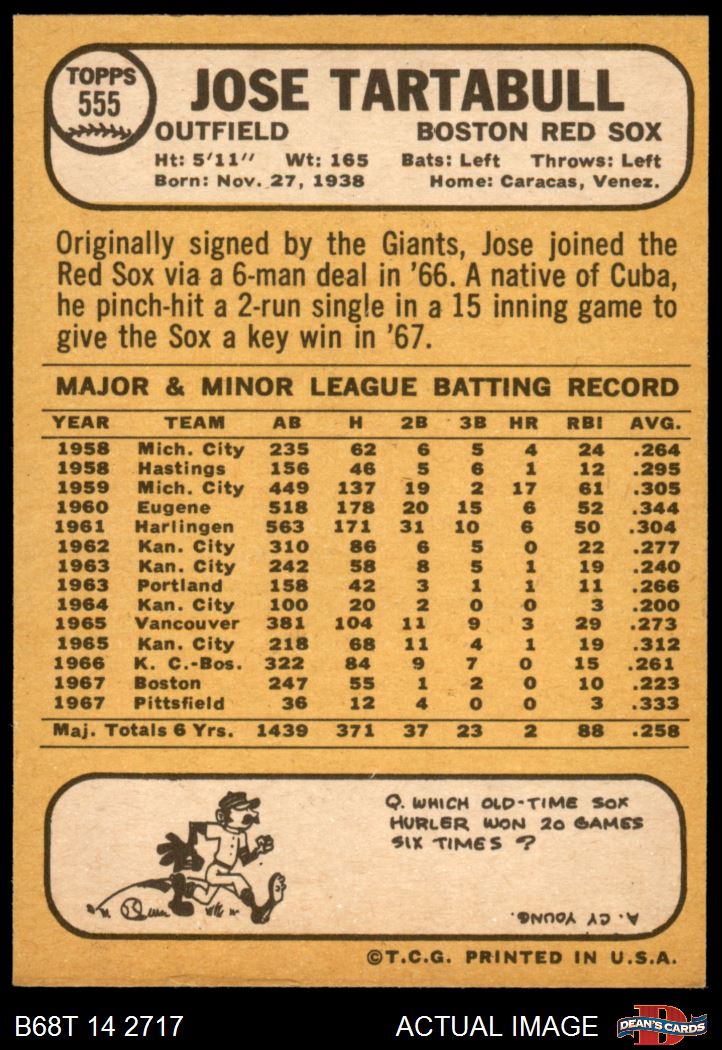 TOPPS
555
JOSE TARTABULL
OUTFIELD BOSTON RED SOX
Ht: 5'11" Wt: 165 Bats: Left Throws: Left
Born: Nov. 27, 1938 Home: Caracas, Venez.
Originally signed by the Giants, Jose joined the
Red Sox via a 6-man deal in '66. A native of Cuba,
he pinch-hit a 2-run single in a 15 inning game to
give the Sox a key win in '67.
MAJOR & MINOR LEAGUE BATTING RECORD
YEAR TEAM AB H 2B 3B HR RBI AVG.
1958 Mich. City 235 62 6 5 4 24 .264
1958 Hastings 156 46 5 6 1 12 .295
1959 Mich. City 449 137 19 2 17 61 .305
1960 Eugene 518 178 20 15 6 52 .344
1961 Harlingen 563 171 31 10 6 50 .304
1962 Kan. City 310 86 6 5 0 22 .277
1963 Kan. City 242 58 8 5 1 19 .240
1963 Portland 158 42 3 1 1 11 .266
1964 Kan. City 100 20 2 0 0 3 .200
1965 Vancouver 381 104 11 9 3 29 .273
1965 Kan. City 218 68 11 4 1 19 .312
1966 K. C.-Bos. 322 84 9 7 0 15 .261
1967 Boston 247 55 1 2 0 10 .223
1967 Pittsfield 36 12 4 0 0 3 .333
Maj. Totals 6 Yrs. 1439 371 37 23 2 88 .258
Q. WHICH OLD-TIME SOX
HURLER WON 20 GAMES
SIX TIMES ?
A. CY YOUNG.
©T.C.G. PRINTED IN U.S.A.
B68T 14 2717 ACTUAL IMAGE D DEAN'S CARDS